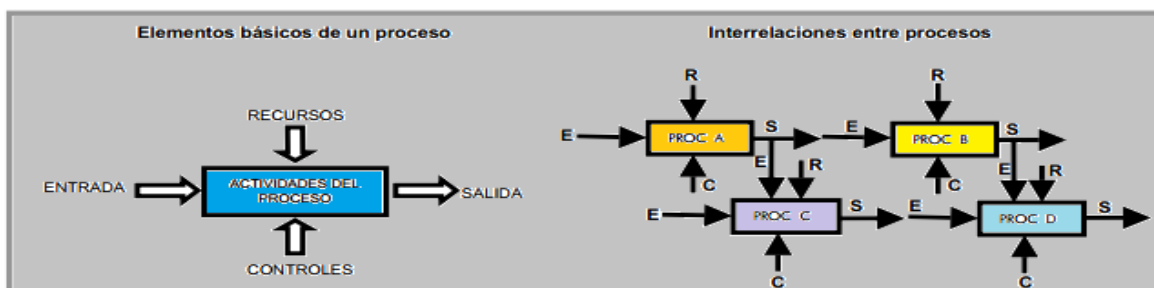 Elementos básicos de un proceso
RECURSOS
ENTRADA
ACTIVIDADES DEL
PROCESO
SALIDA
CONTROLES
Interrelaciones entre procesos
R R
E PROC A S E PROC B S
E R E R
C C
E PROC C S E PROC D S
C C